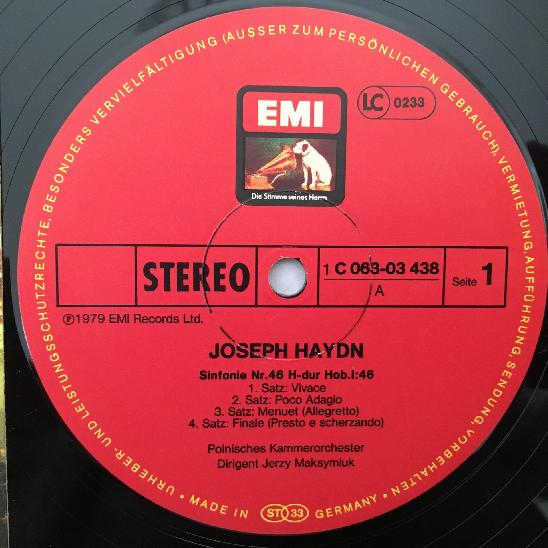 URHEBER- UND LEISTUNGSSCHUTZRECHTE, BESONDERS VERVIELFÄLTIGUNG (AUSSER ZUM PERSÖNLICHEN GEBRAUCH), VERMIETUNG, AUFFÜHRUNG, SENDUNG, VORBEHALTEN
EMI
LC 0233
Die Stimme seines Herrn
STEREO
1 C 063-03 438
A
Seite 1
Ⓟ1979 EMI Records Ltd.
JOSEPH HAYDN
Sinfonie Nr.46 H-dur Hob.I:46
1. Satz: Vivace
2. Satz: Poco Adagio
3. Satz: Menuet (Allegretto)
4. Satz: Finale (Presto e scherzando)
Polnisches Kammerorchester
Dirigent Jerzy Maksymiuk
• MADE IN ST 33 GERMANY •